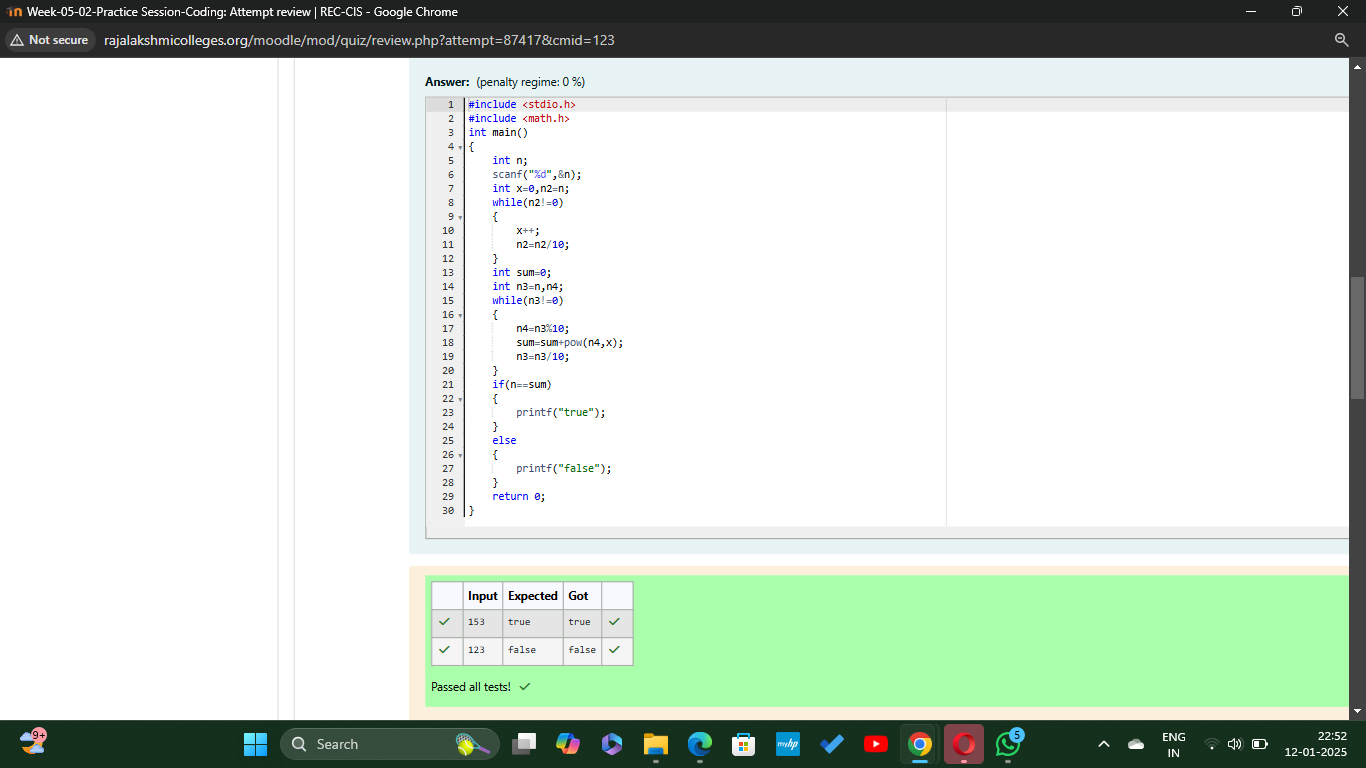 Week-05-02-Practice Session-Coding: Attempt review | REC-CIS - Google Chrome
Not secure rajalakshmicolleges.org/moodle/mod/quiz/review.php?attempt=87417&cmid=123
Answer: (penalty regime: 0 %)
1 #include <stdio.h>
2 #include <math.h>
3 int main()
4 {
5 int n;
6 scanf("%d",&n);
7 int x=0,n2=n;
8 while(n2!=0)
9 {
10 x++;
11 n2=n2/10;
12 }
13 int sum=0;
14 int n3=n,n4;
15 while(n3!=0)
16 {
17 n4=n3%10;
18 sum=sum+pow(n4,x);
19 n3=n3/10;
20 }
21 if(n==sum)
22 {
23 printf("true");
24 }
25 else
26 {
27 printf("false");
28 }
29 return 0;
30 }
Input Expected Got
153 true true
123 false false
Passed all tests!
9+ Search myhp 5 ENG 22:52
IN 12-01-2025